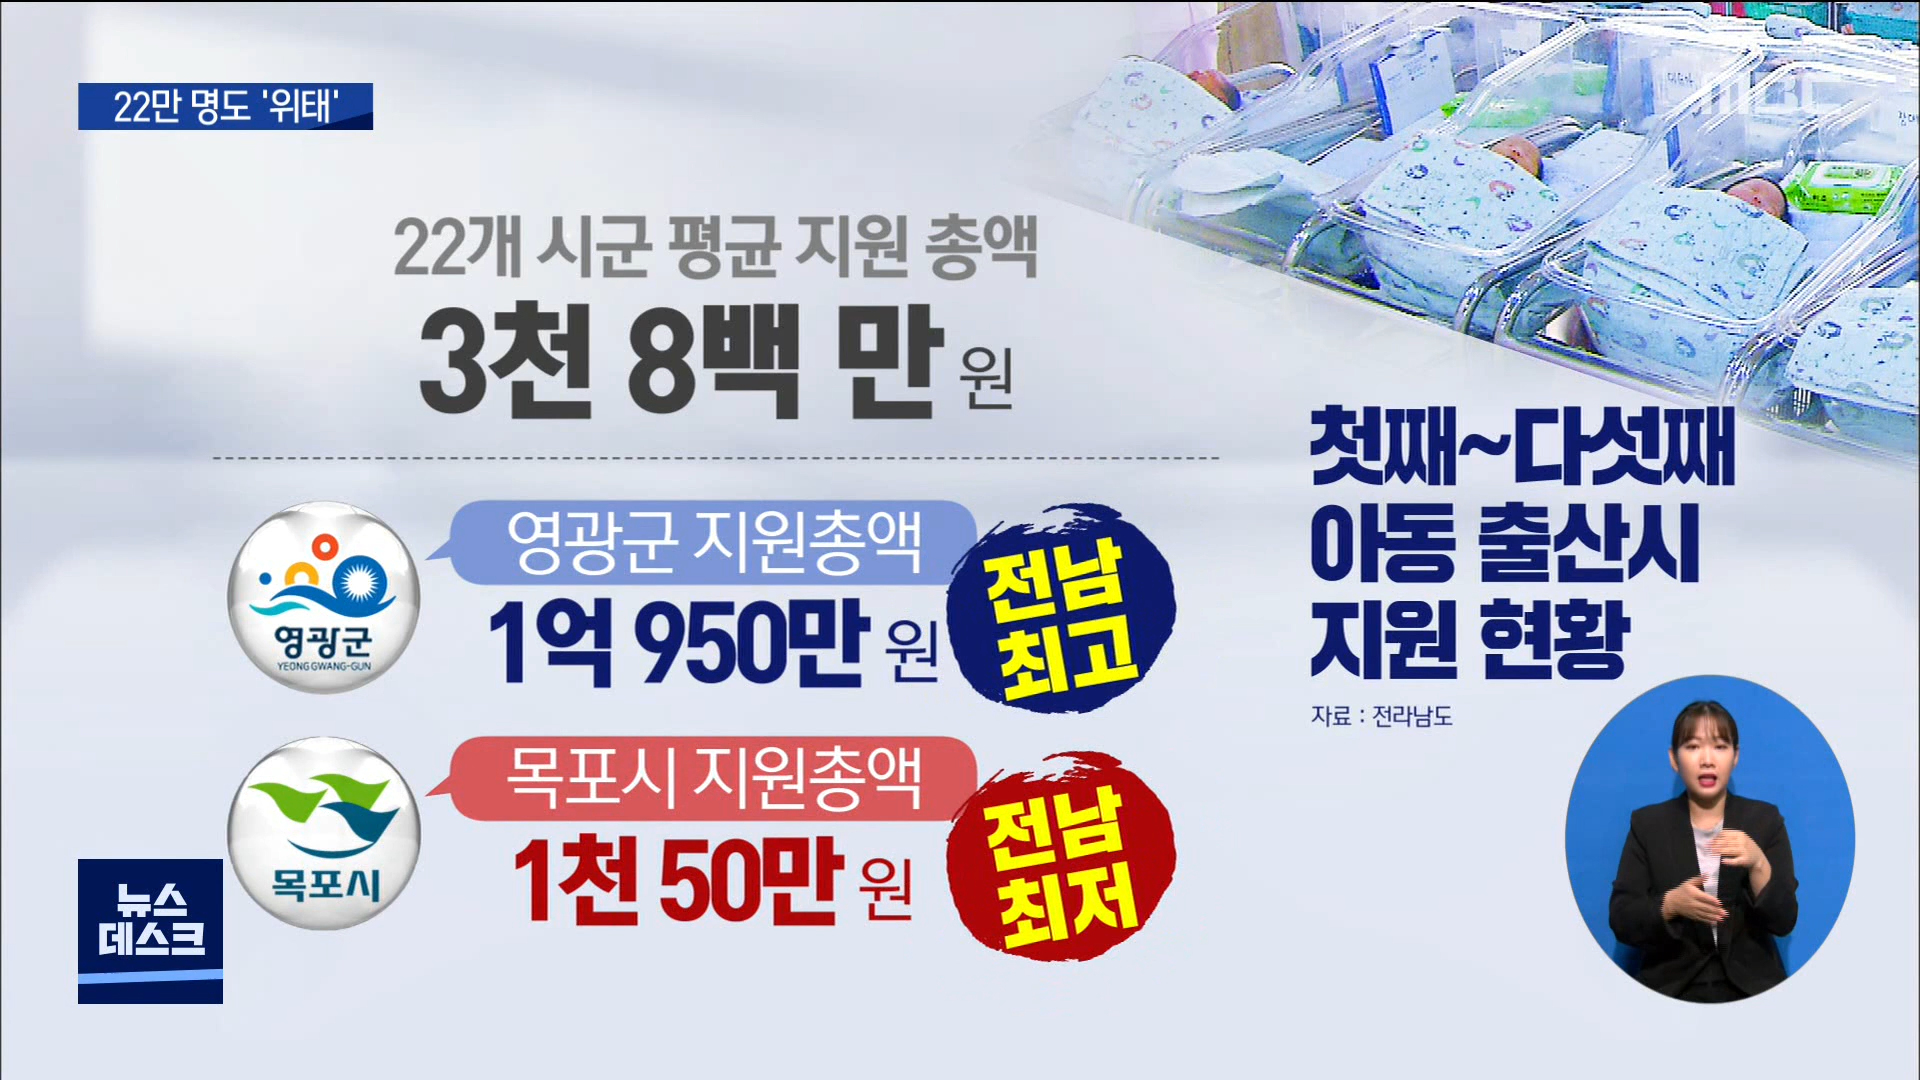 22만 명도 '위태'
22개 시군 평균 지원 총액
3천 8백 만 원
영광군
YEONGGWANG-GUN
영광군 지원총액
1억 950만 원
전남
최고
목포시
목포시 지원총액
1천 50만 원
전남
최저
첫째~다섯째
아동 출산시
지원 현황
자료 : 전라남도
뉴스
데스크